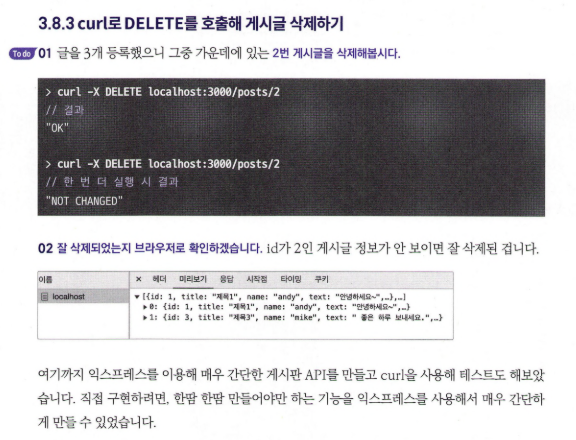 3.8.3 curl로 DELETE를 호출해 게시글 삭제하기
To do 01 글을 3개 등록했으니 그중 가운데에 있는 2번 게시글을 삭제해봅시다.
> curl -X DELETE localhost:3000/posts/2
// 결과
"OK"
> curl -X DELETE localhost:3000/posts/2
// 한 번 더 실행 시 결과
"NOT CHANGED"
02 잘 삭제되었는지 브라우저로 확인하겠습니다. id가 2인 게시글 정보가 안 보이면 잘 삭제된 겁니다.
이름 × 헤더 미리보기 응답 시작점 타이밍 쿠키
localhost ▼[{id: 1, title: "제목1", name: "andy", text: "안녕하세요~",…},…]
▶0: {id: 1, title: "제목1", name: "andy", text: "안녕하세요~",…}
▶1: {id: 3, title: "제목3", name: "mike", text: " 좋은 하루 보내세요.",…}
여기까지 익스프레스를 이용해 매우 간단한 게시판 API를 만들고 curl을 사용해 테스트도 해보았
습니다. 직접 구현하려면, 한땀 한땀 만들어야만 하는 기능을 익스프레스를 사용해서 매우 간단하
게 만들 수 있었습니다.